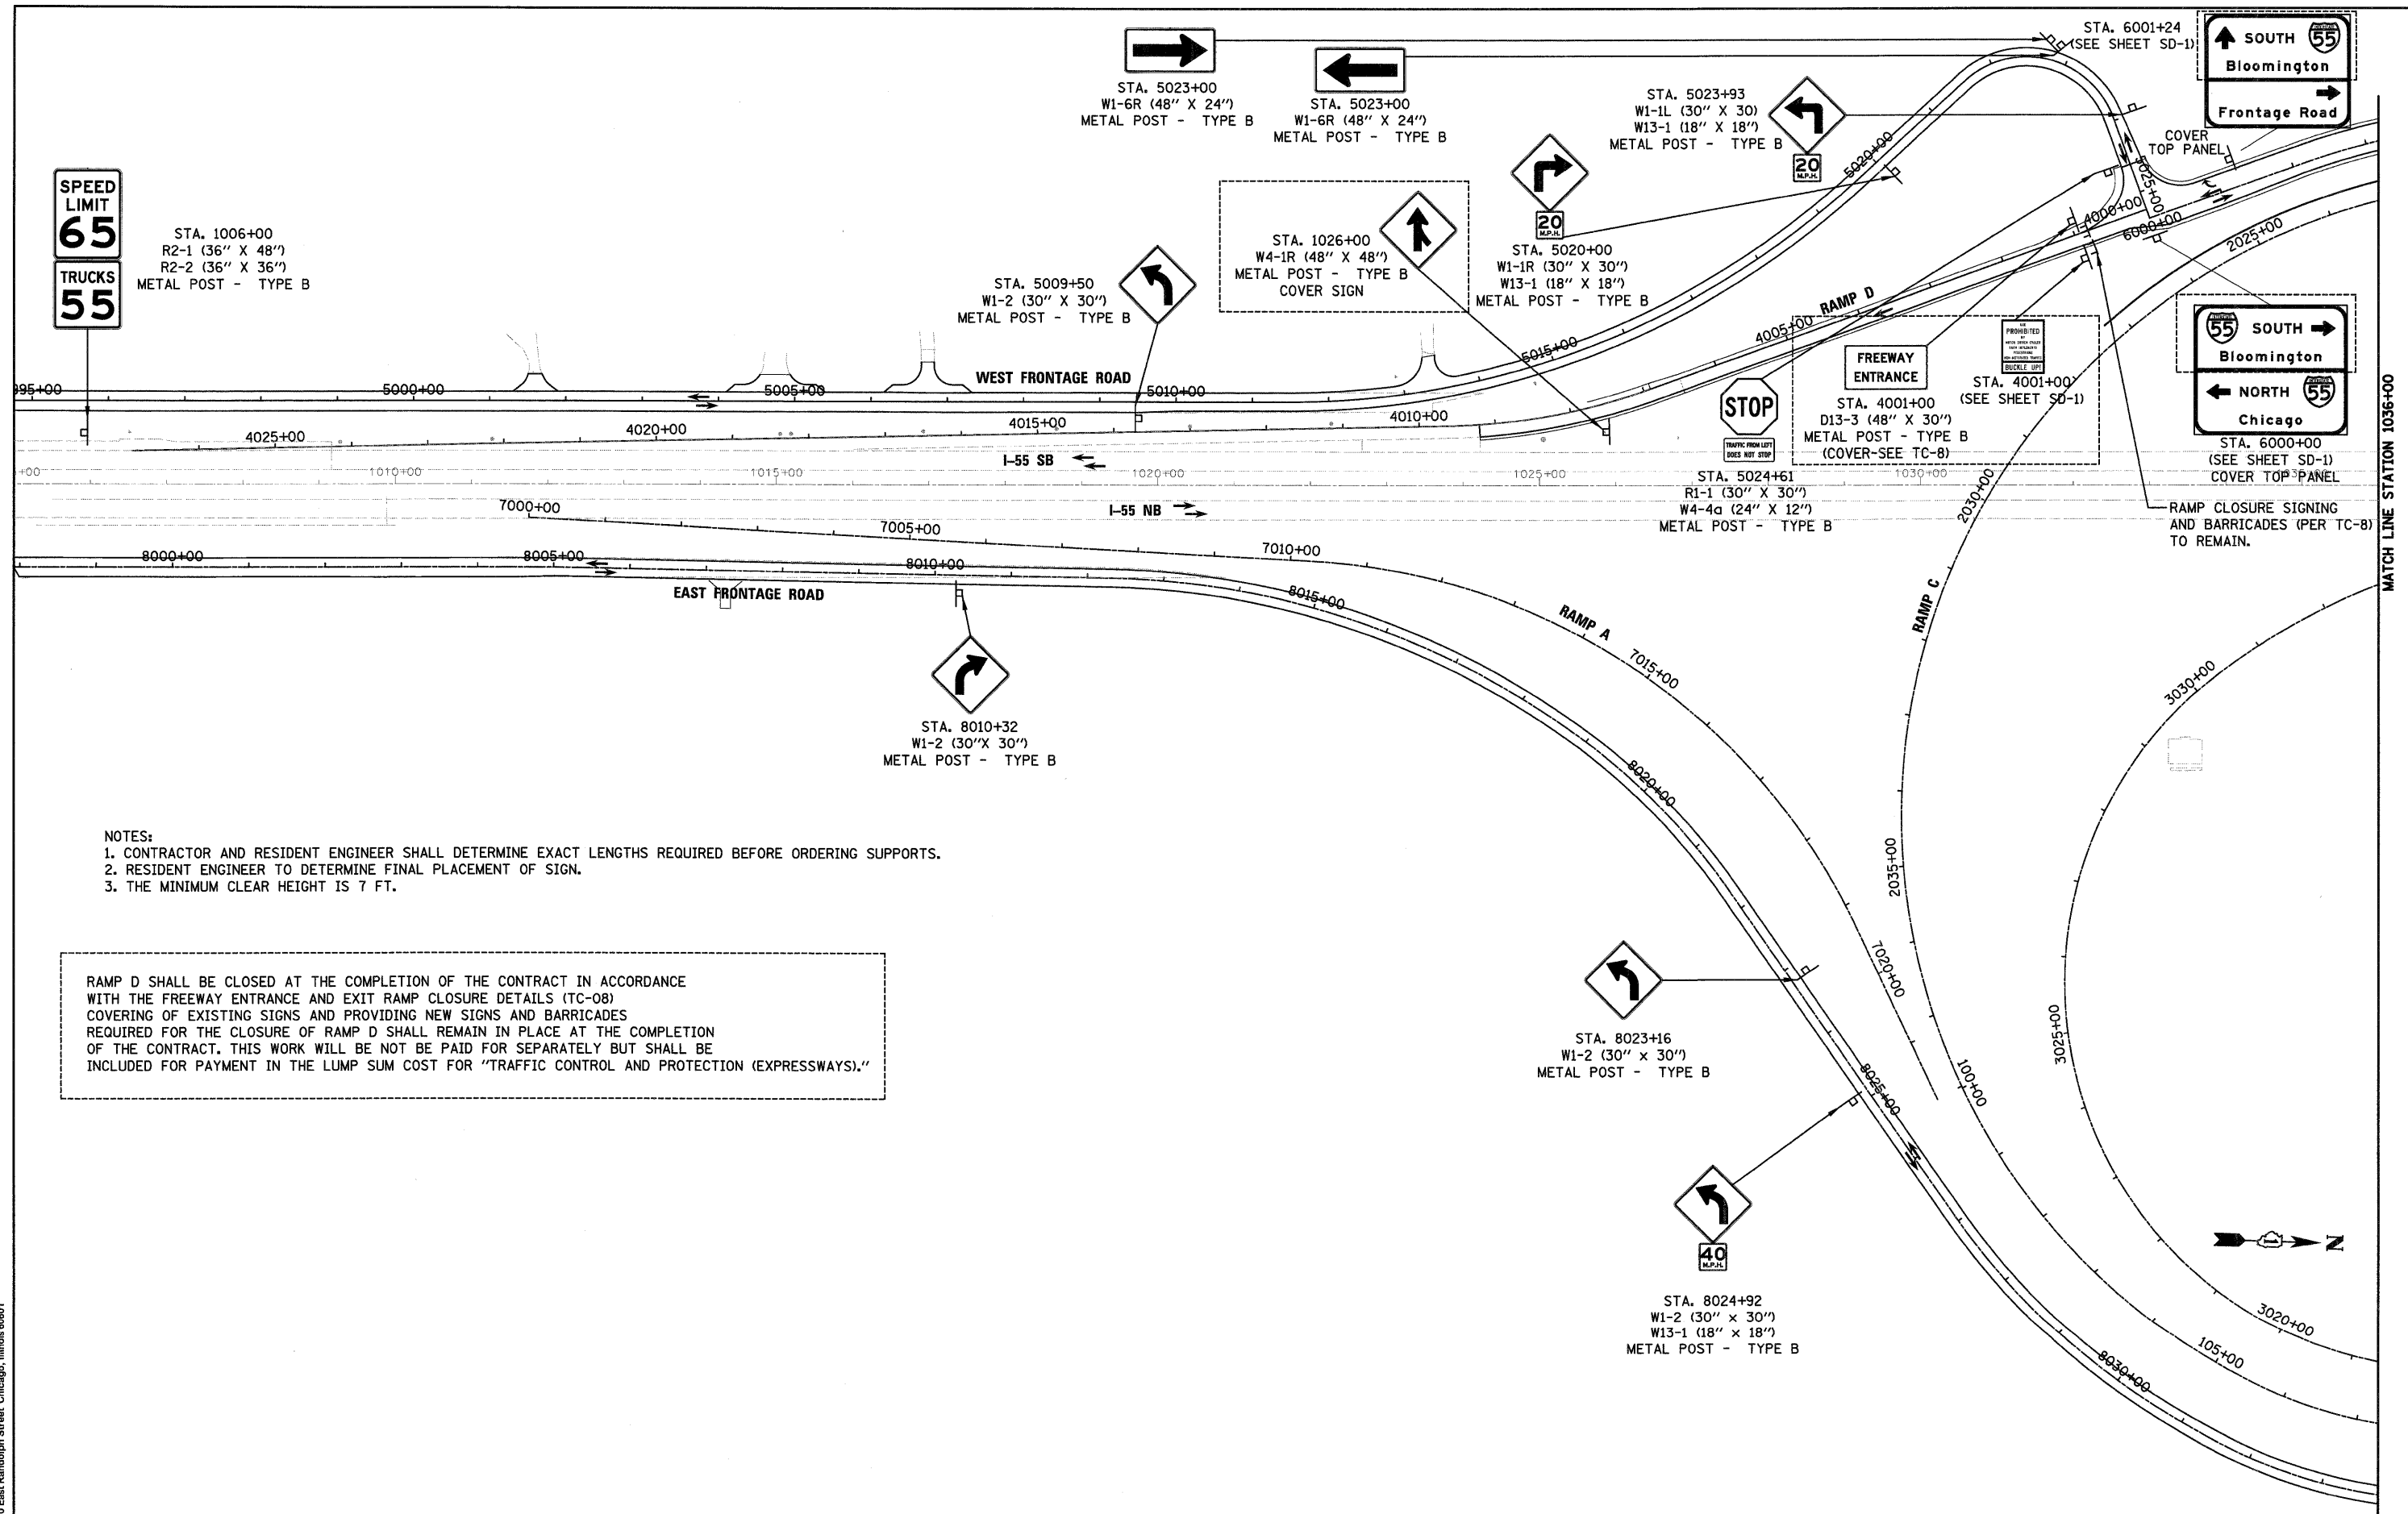 STA. 5023+00
W1-6R (48" X 24")
METAL POST - TYPE B
STA. 5023+00
W1-6R (48" X 24")
METAL POST - TYPE B
STA. 5023+93
W1-1L (30" X 30)
W13-1 (18" X 18")
METAL POST - TYPE B
20
M.P.H.
STA. 6001+24
(SEE SHEET SD-1)
SOUTH 55
Bloomington
Frontage Road
COVER
TOP PANEL
SPEED
LIMIT
65
TRUCKS
55
STA. 1006+00
R2-1 (36" X 48")
R2-2 (36" X 36")
METAL POST - TYPE B
STA. 5009+50
W1-2 (30" X 30")
METAL POST - TYPE B
STA. 1026+00
W4-1R (48" X 48")
METAL POST - TYPE B
COVER SIGN
20
M.P.H.
STA. 5020+00
W1-1R (30" X 30")
W13-1 (18" X 18")
METAL POST - TYPE B
5020+00
5025+00
4000+00
6000+00
2025+00
RAMP D
4005+00
5015+00
FREEWAY
ENTRANCE
STA. 4001+00
D13-3 (48" X 30")
METAL POST - TYPE B
(COVER-SEE TC-8)
PROHIBITED
BUCKLE UP!
STA. 4001+00
(SEE SHEET SD-1)
55 SOUTH
Bloomington
NORTH 55
Chicago
STA. 6000+00
(SEE SHEET SD-1)
COVER TOP PANEL
STOP
TRAFFIC FROM LEFT
DOES NOT STOP
STA. 5024+61
R1-1 (30" X 30")
W4-4a (24" X 12")
METAL POST - TYPE B
RAMP CLOSURE SIGNING
AND BARRICADES (PER TC-8)
TO REMAIN.
MATCH LINE STATION 1036+00
995+00
5000+00
5005+00
WEST FRONTAGE ROAD
5010+00
4025+00
4020+00
4015+00
4010+00
I-55 SB
+00
1010+00
1015+00
1020+00
1025+00
1030+00
1035+00
I-55 NB
7000+00
7005+00
7010+00
8000+00
8005+00
8010+00
EAST FRONTAGE ROAD
8015+00
RAMP A
7015+00
RAMP C
2030+00
3030+00
STA. 8010+32
W1-2 (30"X 30")
METAL POST - TYPE B
8020+00
2035+00
7020+00
3025+00
NOTES:
1. CONTRACTOR AND RESIDENT ENGINEER SHALL DETERMINE EXACT LENGTHS REQUIRED BEFORE ORDERING SUPPORTS.
2. RESIDENT ENGINEER TO DETERMINE FINAL PLACEMENT OF SIGN.
3. THE MINIMUM CLEAR HEIGHT IS 7 FT.
RAMP D SHALL BE CLOSED AT THE COMPLETION OF THE CONTRACT IN ACCORDANCE
WITH THE FREEWAY ENTRANCE AND EXIT RAMP CLOSURE DETAILS (TC-08)
COVERING OF EXISTING SIGNS AND PROVIDING NEW SIGNS AND BARRICADES
REQUIRED FOR THE CLOSURE OF RAMP D SHALL REMAIN IN PLACE AT THE COMPLETION
OF THE CONTRACT. THIS WORK WILL BE NOT BE PAID FOR SEPARATELY BUT SHALL BE
INCLUDED FOR PAYMENT IN THE LUMP SUM COST FOR "TRAFFIC CONTROL AND PROTECTION (EXPRESSWAYS)."
STA. 8023+16
W1-2 (30" x 30")
METAL POST - TYPE B
8025+00
100+00
40
M.P.H.
STA. 8024+92
W1-2 (30" x 30")
W13-1 (18" x 18")
METAL POST - TYPE B
N
3020+00
105+00
8030+00
East Randolph Street Chicago, Illinois 60601